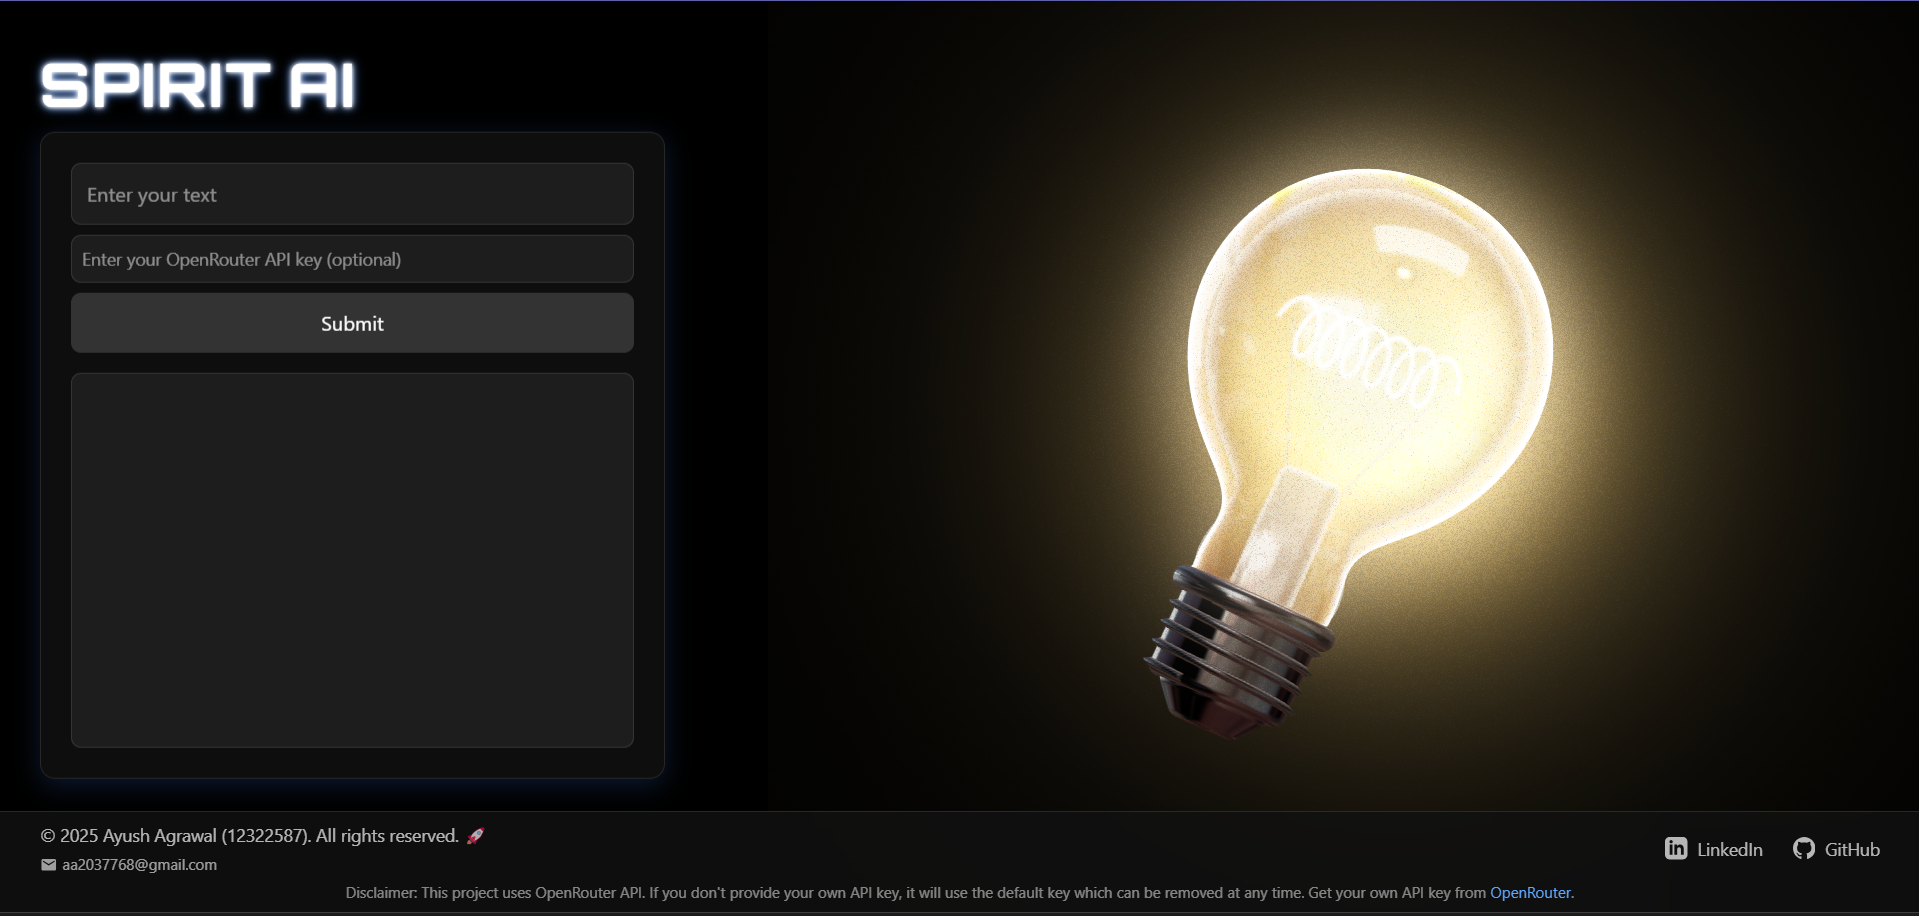 SPIRIT AI
Enter your text
Enter your OpenRouter API key (optional)
Submit
© 2025 Ayush Agrawal (12322587). All rights reserved. 🚀
aa2037768@gmail.com
LinkedIn
GitHub
Disclaimer: This project uses OpenRouter API. If you don't provide your own API key, it will use the default key which can be removed at any time. Get your own API key from OpenRouter.